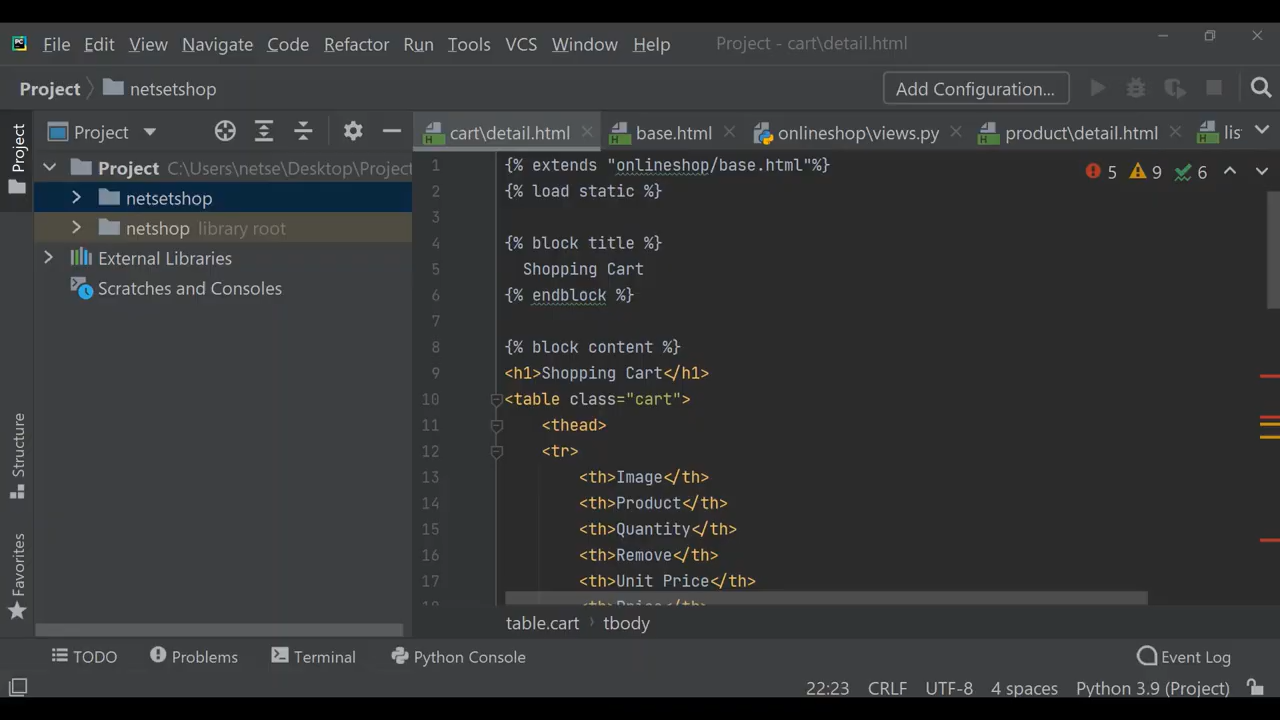 File Edit View Navigate Code Refactor Run Tools VCS Window Help Project - cart\detail.html
Project netsetshop Add Configuration...
Project
Project
Structure
Favorites
Project C:\Users\netse\Desktop\Project
netsetshop
netshop library root
External Libraries
Scratches and Consoles
cart\detail.html base.html onlineshop\views.py product\detail.html lis
5 9 6
1 {% extends "onlineshop/base.html"%}
2 {% load static %}
3
4 {% block title %}
5 Shopping Cart
6 {% endblock %}
7
8 {% block content %}
9 <h1>Shopping Cart</h1>
10 <table class="cart">
11 <thead>
12 <tr>
13 <th>Image</th>
14 <th>Product</th>
15 <th>Quantity</th>
16 <th>Remove</th>
17 <th>Unit Price</th>
table.cart tbody
TODO Problems Terminal Python Console Event Log
22:23 CRLF UTF-8 4 spaces Python 3.9 (Project)